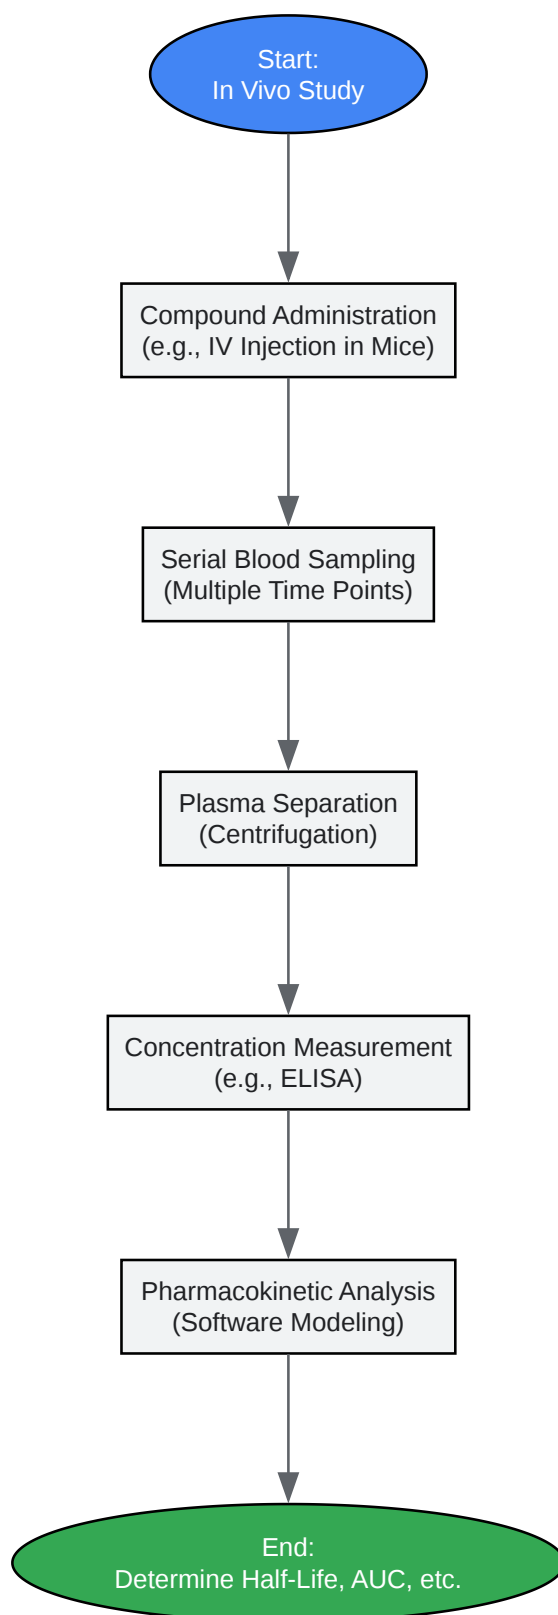 Start:
In Vivo Study
Compound Administration
(e.g., IV Injection in Mice)
Serial Blood Sampling
(Multiple Time Points)
Plasma Separation
(Centrifugation)
Concentration Measurement
(e.g., ELISA)
Pharmacokinetic Analysis
(Software Modeling)
End:
Determine Half-Life, AUC, etc.